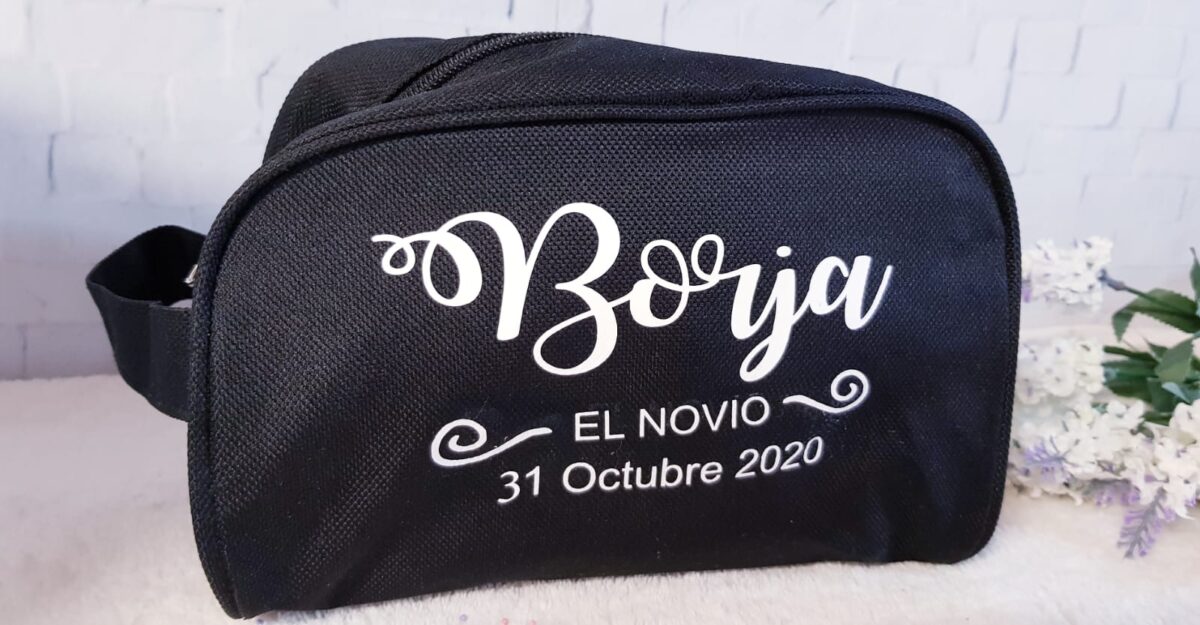 Borja
EL NOVIO
31 Octubre 2020